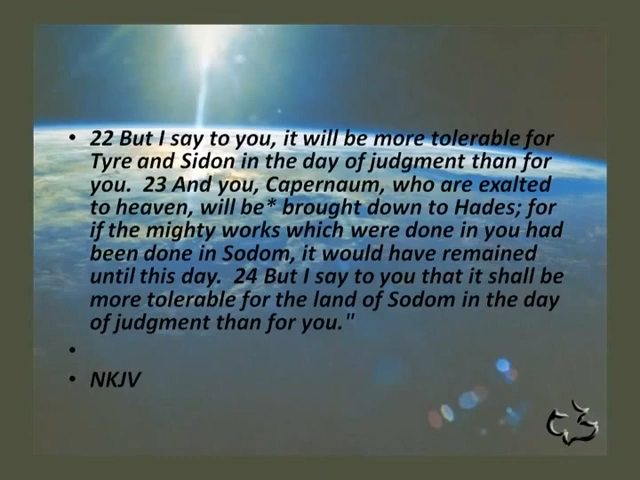 • 22 But I say to you, it will be more tolerable for
Tyre and Sidon in the day of judgment than for
you.  23 And you, Capernaum, who are exalted
to heaven, will be* brought down to Hades; for
if the mighty works which were done in you had
been done in Sodom, it would have remained
until this day.  24 But I say to you that it shall be
more tolerable for the land of Sodom in the day
of judgment than for you."
•
• NKJV